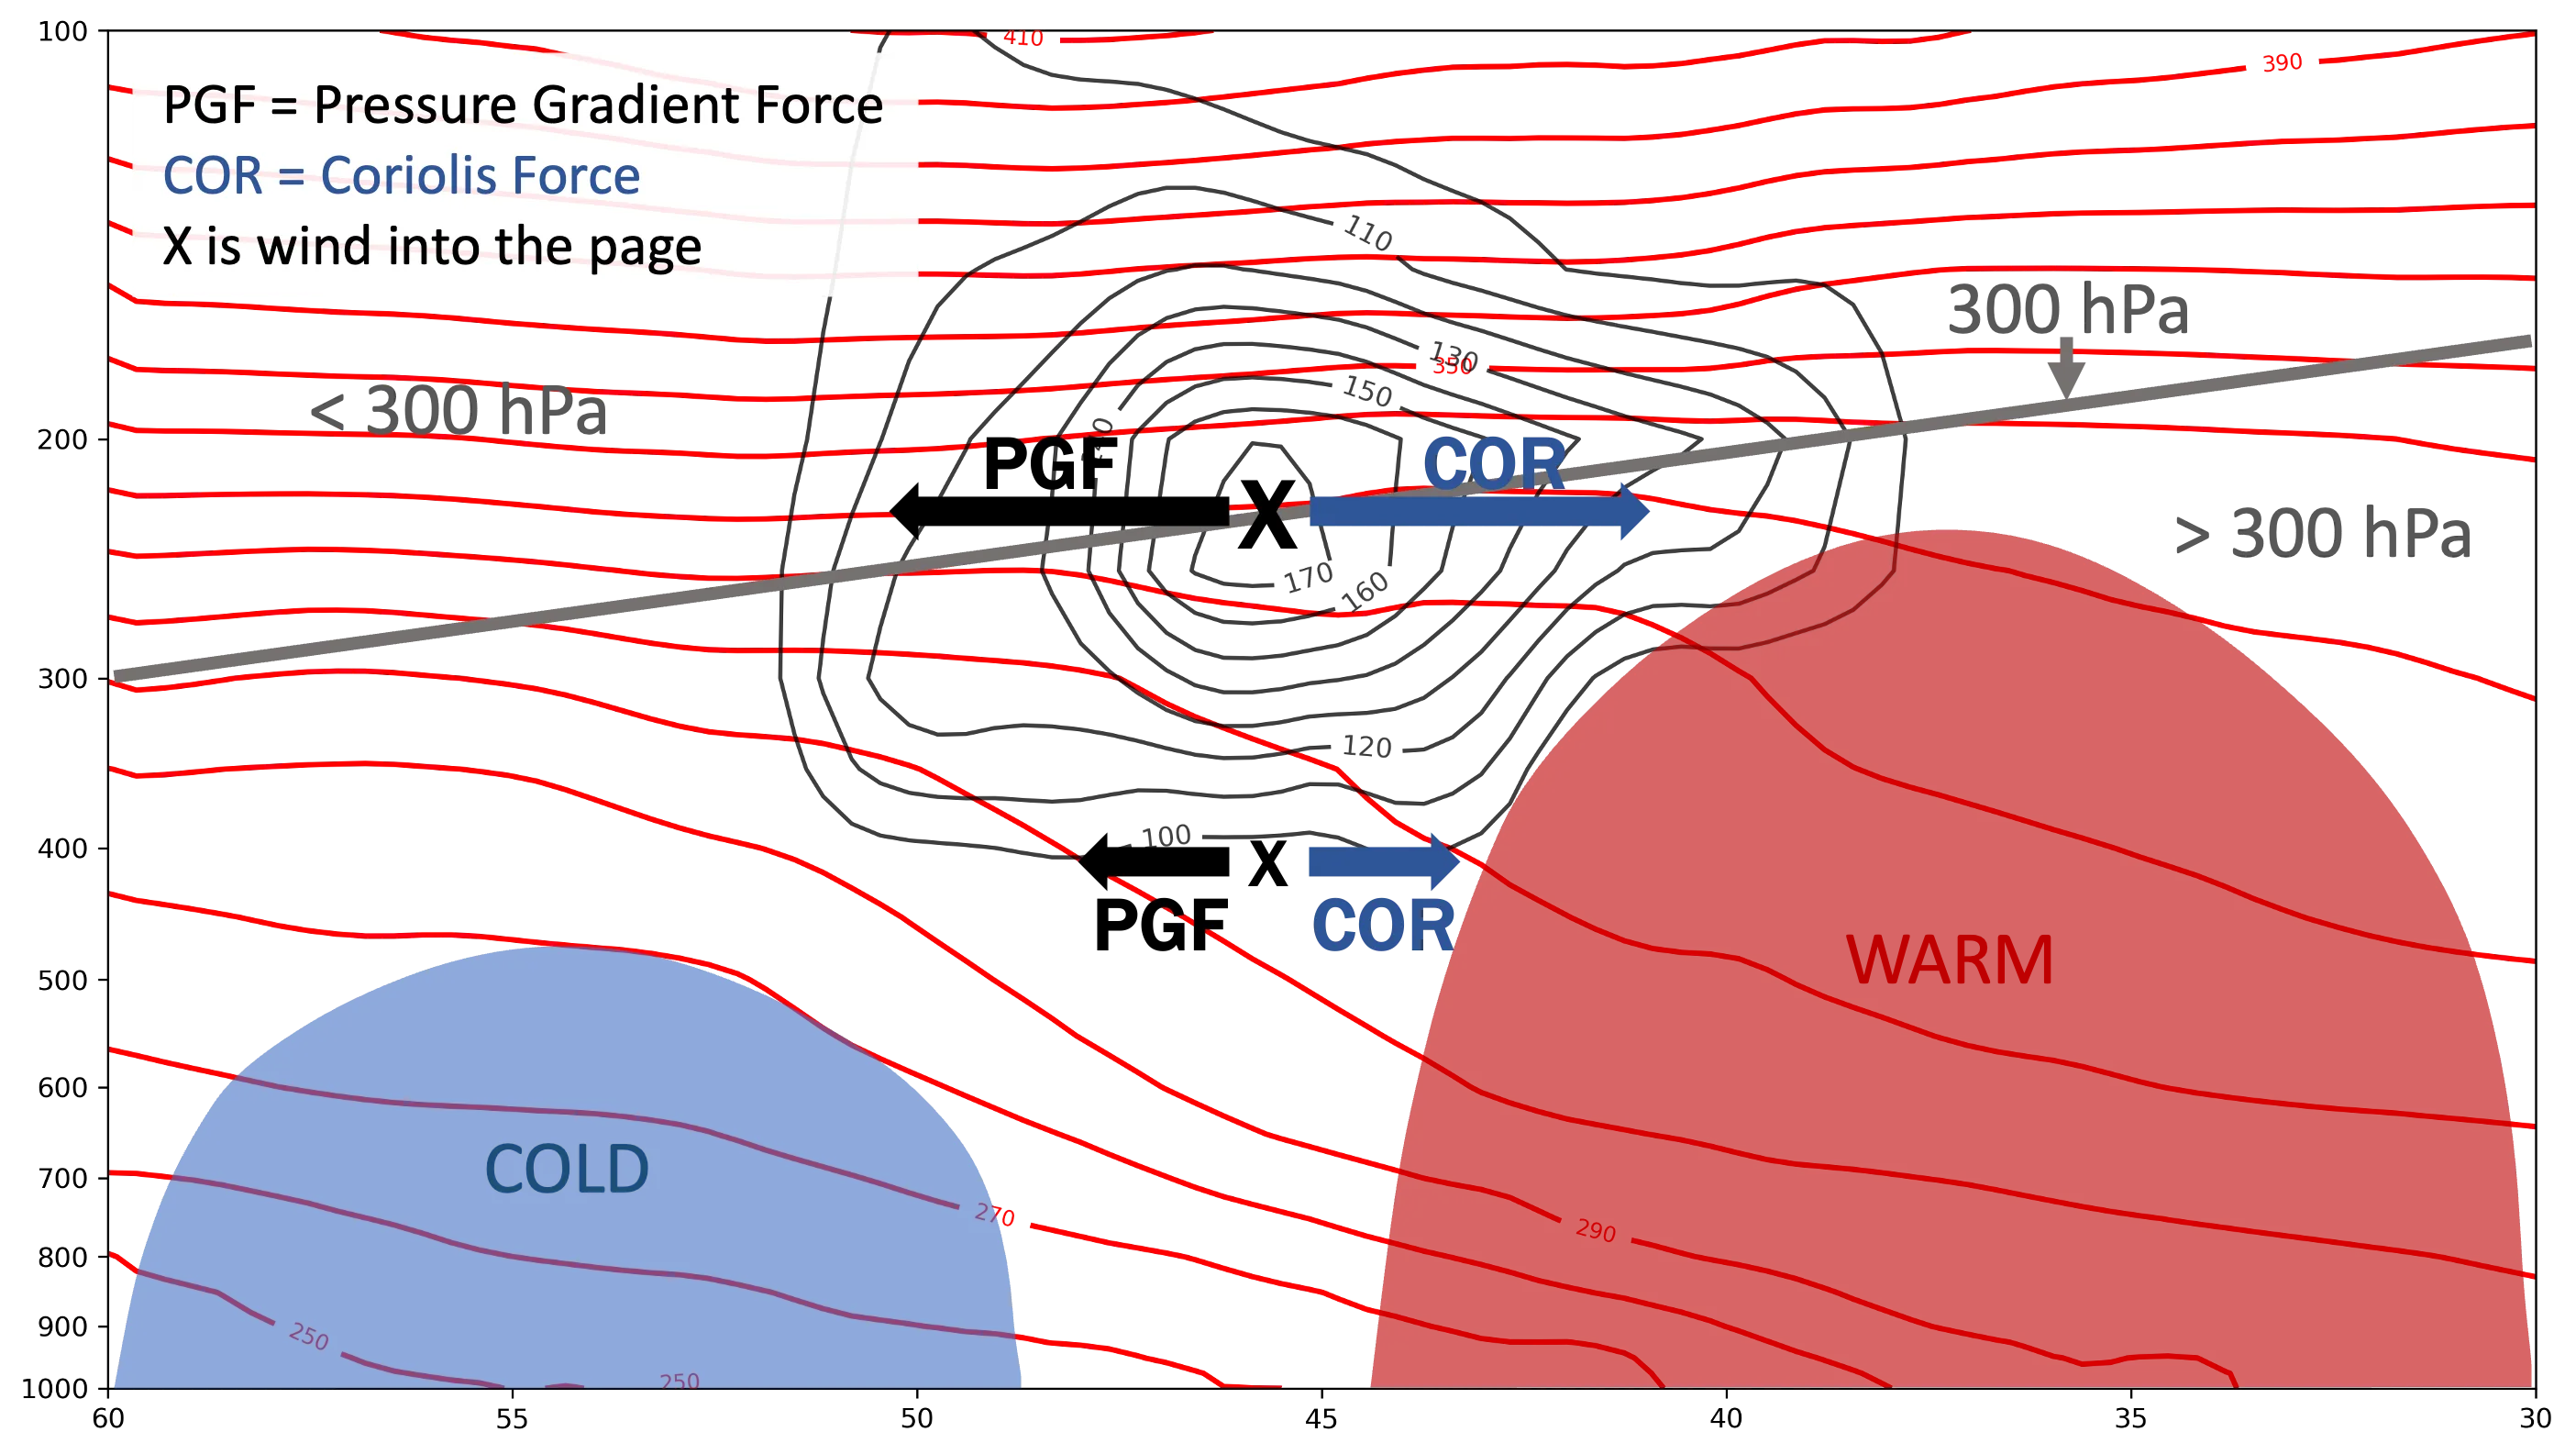 100
410
390
PGF = Pressure Gradient Force
COR = Coriolis Force
X is wind into the page
110
300 hPa
130
350
150
< 300 hPa
200
PGF
COR
X
> 300 hPa
170
160
300
120
100
400
X
PGF
COR
WARM
500
600
COLD
700
270
290
800
900
250
250
1000
60
55
50
45
40
35
30